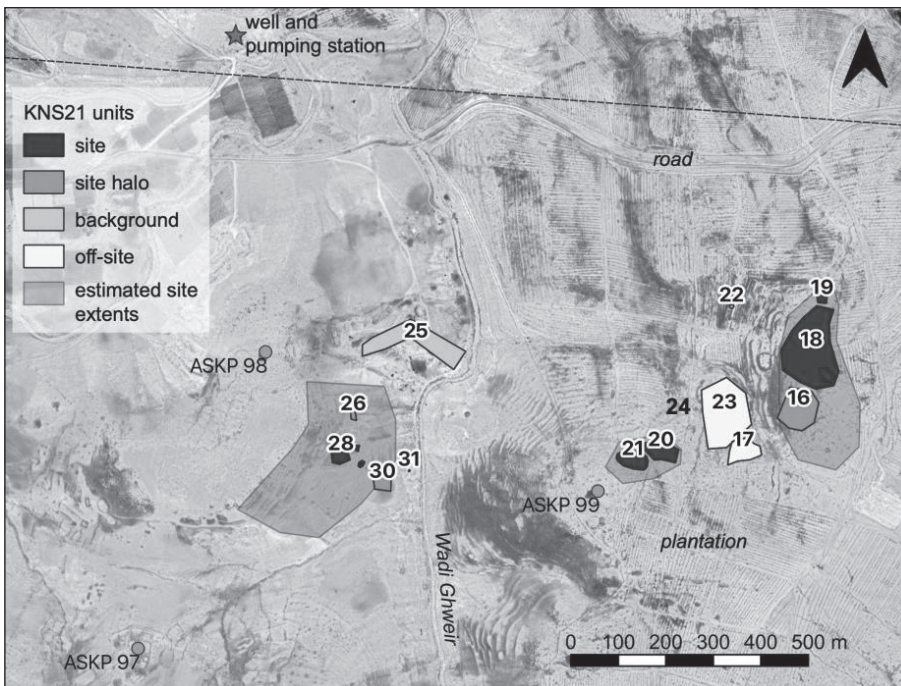 well and
pumping station
KNS21 units
site
site halo
background
off-site
estimated site
extents
road
19
22
18
25
ASKP 98
16
26
24
23
17
28
21
20
31
30
ASKP 99
plantation
Wadi Ghweir
ASKP 97
0 100 200 300 400 500 m